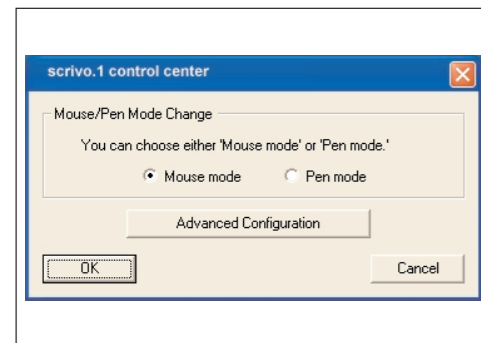 scrivo.1 control center
Mouse/Pen Mode Change
You can choose either 'Mouse mode' or 'Pen mode.'
Mouse mode Pen mode
Advanced Configuration
OK Cancel